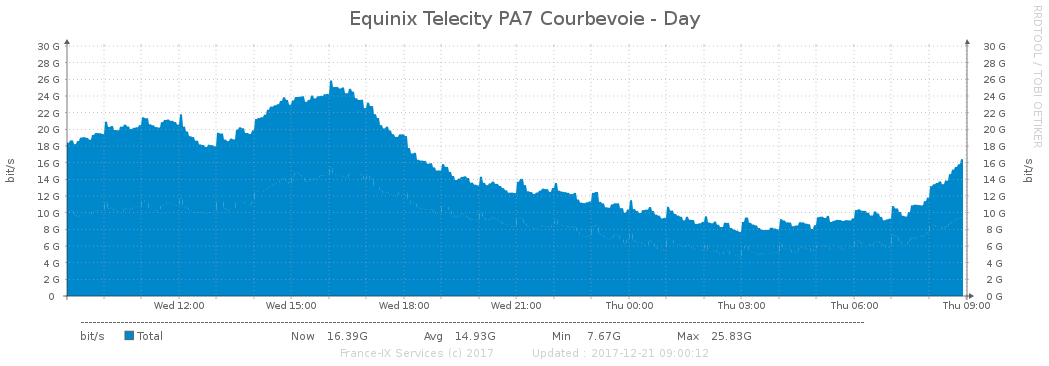 Equinix Telecity PA7 Courbevoie - Day
RRDTOOL / TOBI OETIKER
30 G 30 G
28 G 28 G
26 G 26 G
24 G 24 G
22 G 22 G
20 G 20 G
18 G 18 G
16 G 16 G
14 G 14 G
12 G 12 G
10 G 10 G
8 G 8 G
6 G 6 G
4 G 4 G
2 G 2 G
0 0 G
bit/s bit/s
Wed 12:00 Wed 15:00 Wed 18:00 Wed 21:00 Thu 00:00 Thu 03:00 Thu 06:00 Thu 09:00
bit/s Total Now 16.39G Avg 14.93G Min 7.67G Max 25.83G
France-IX Services (c) 2017 Updated : 2017-12-21 09:00:12